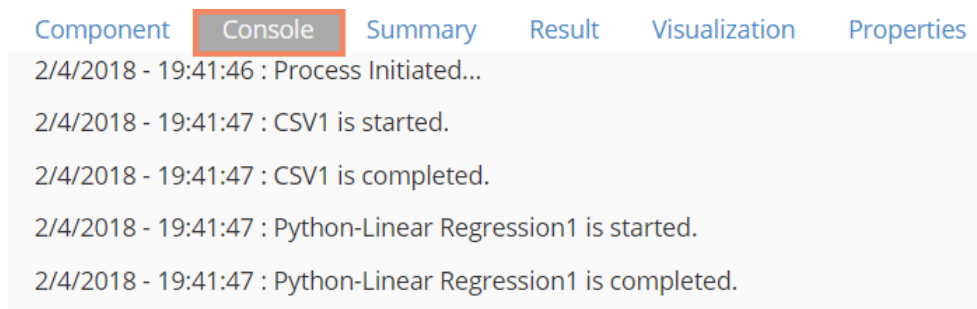 Component Console Summary Result Visualization Properties
2/4/2018 - 19:41:46 : Process Initiated...
2/4/2018 - 19:41:47 : CSV1 is started.
2/4/2018 - 19:41:47 : CSV1 is completed.
2/4/2018 - 19:41:47 : Python-Linear Regression1 is started.
2/4/2018 - 19:41:47 : Python-Linear Regression1 is completed.